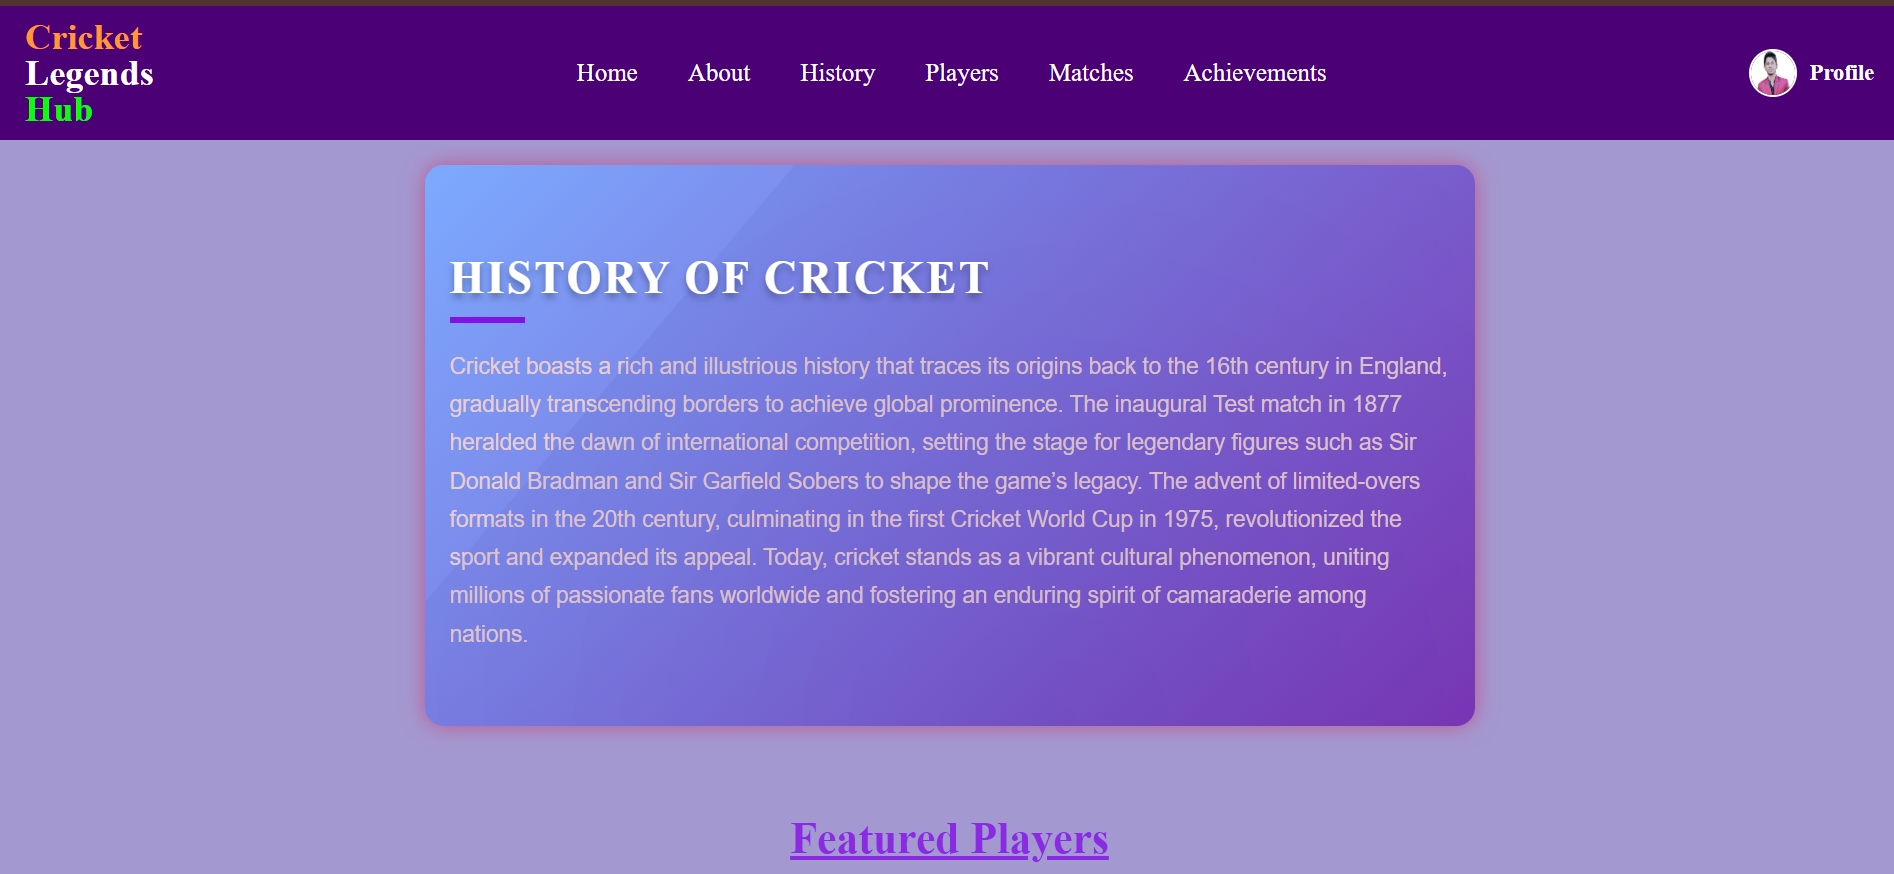 Cricket
Legends
Hub
Home About History Players Matches Achievements
Profile
HISTORY OF CRICKET
Cricket boasts a rich and illustrious history that traces its origins back to the 16th century in England,
gradually transcending borders to achieve global prominence. The inaugural Test match in 1877
heralded the dawn of international competition, setting the stage for legendary figures such as Sir
Donald Bradman and Sir Garfield Sobers to shape the game’s legacy. The advent of limited-overs
formats in the 20th century, culminating in the first Cricket World Cup in 1975, revolutionized the
sport and expanded its appeal. Today, cricket stands as a vibrant cultural phenomenon, uniting
millions of passionate fans worldwide and fostering an enduring spirit of camaraderie among
nations.
Featured Players